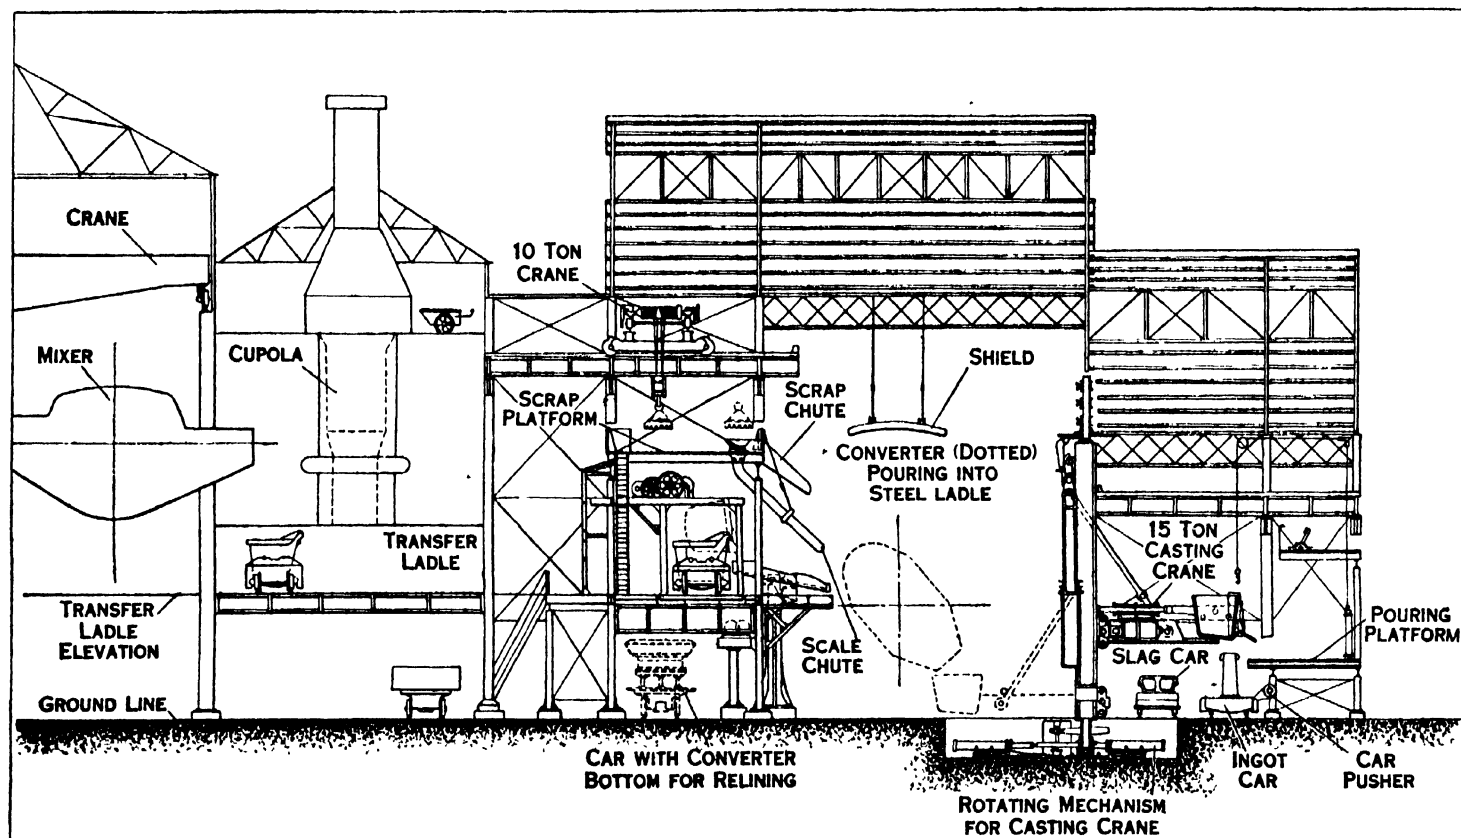 CRANE
10 TON
CRANE
MIXER
CUPOLA
SHIELD
SCRAP
PLATFORM
SCRAP
CHUTE
CONVERTER (DOTTED)
POURING INTO
STEEL LADLE
TRANSFER
LADLE
15 TON
CASTING
CRANE
TRANSFER
LADLE
ELEVATION
SCALE
CHUTE
SLAG CAR
POURING
PLATFORM
GROUND LINE
CAR WITH CONVERTER
BOTTOM FOR RELINING
INGOT
CAR
CAR
PUSHER
ROTATING MECHANISM
FOR CASTING CRANE